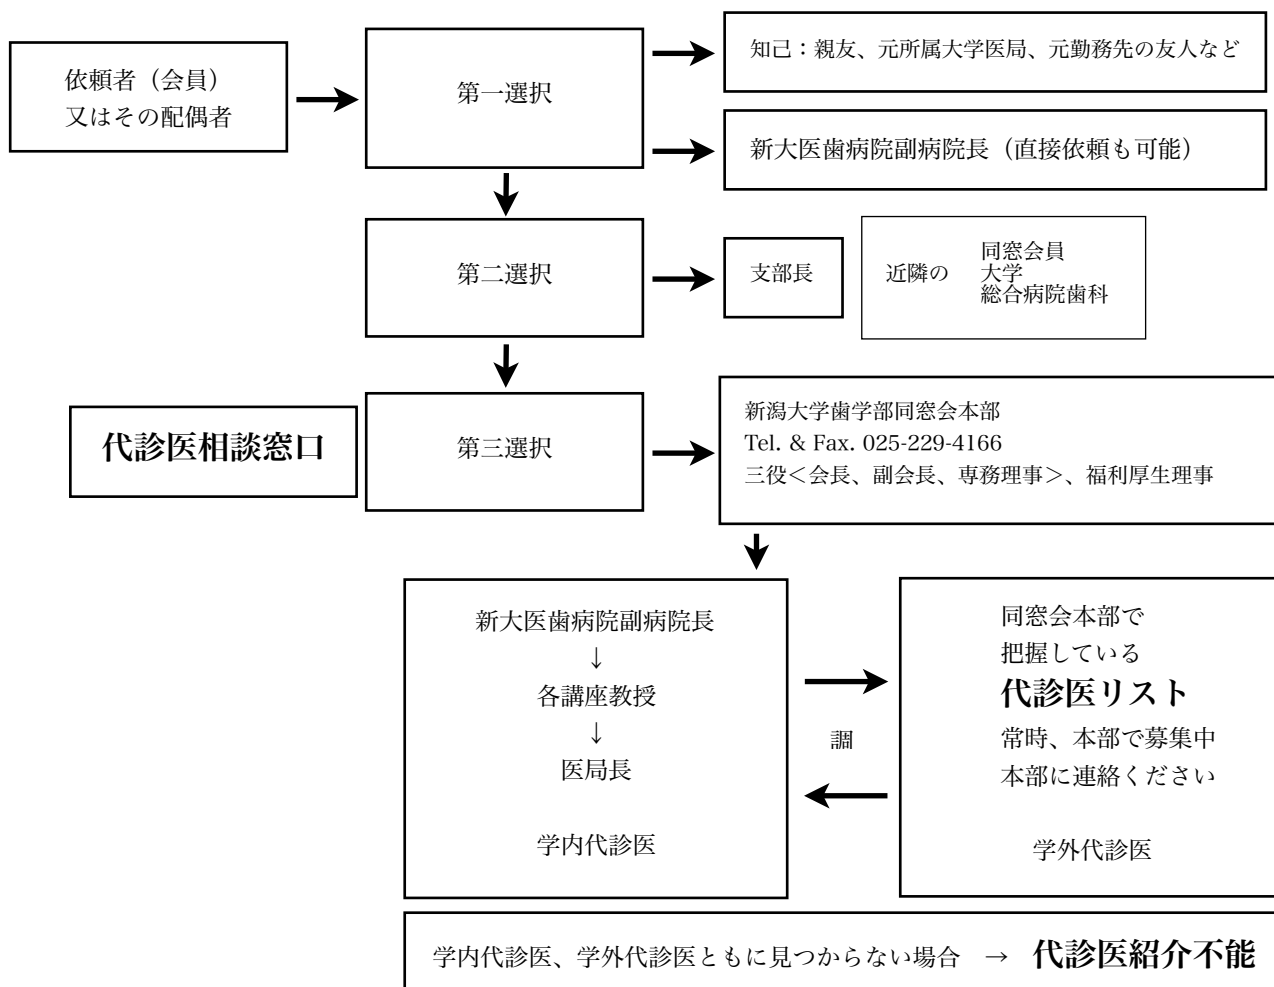 依頼者（会員）
又はその配偶者
第一選択
知己：親友、元所属大学医局、元勤務先の友人など
新大医歯病院副病院長（直接依頼も可能）
第二選択
支部長
近隣の
同窓会員
大学
総合病院歯科
代診医相談窓口
第三選択
新潟大学歯学部同窓会本部
Tel. & Fax. 025-229-4166
三役＜会長、副会長、専務理事＞、福利厚生理事
新大医歯病院副病院長
↓
各講座教授
↓
医局長
学内代診医
調
同窓会本部で
把握している
代診医リスト
常時、本部で募集中
本部に連絡ください
学外代診医
学内代診医、学外代診医ともに見つからない場合　→　代診医紹介不能